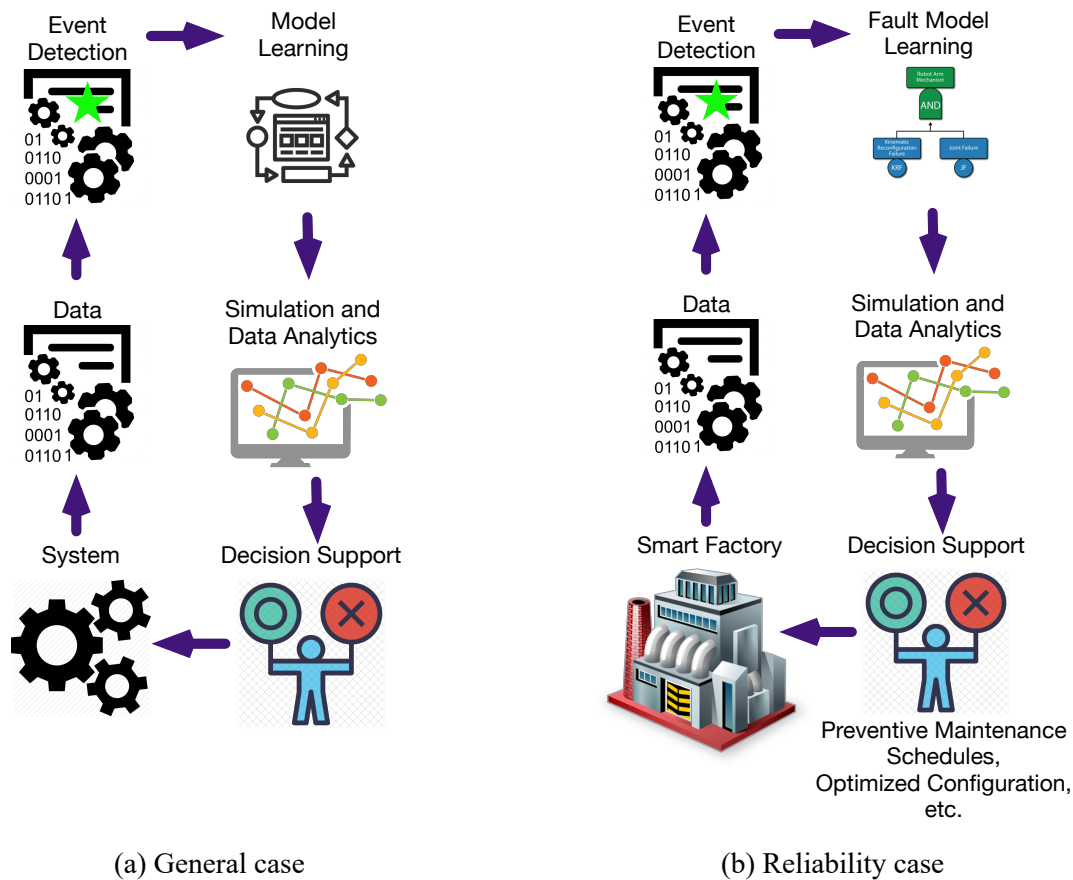 Event
Detection
Model
Learning
01
0110
0001
0110 1
Data
Simulation and
Data Analytics
01
0110
0001
0110 1
System
Decision Support
(a) General case
Event
Detection
Fault Model
Learning
Robot Arm
Mechanism
AND
Kinematic
Reconfiguration
Failure
Joint Failure
KRF
JF
01
0110
0001
0110 1
Data
Simulation and
Data Analytics
01
0110
0001
0110 1
Smart Factory
Decision Support
Preventive Maintenance
Schedules,
Optimized Configuration,
etc.
(b) Reliability case